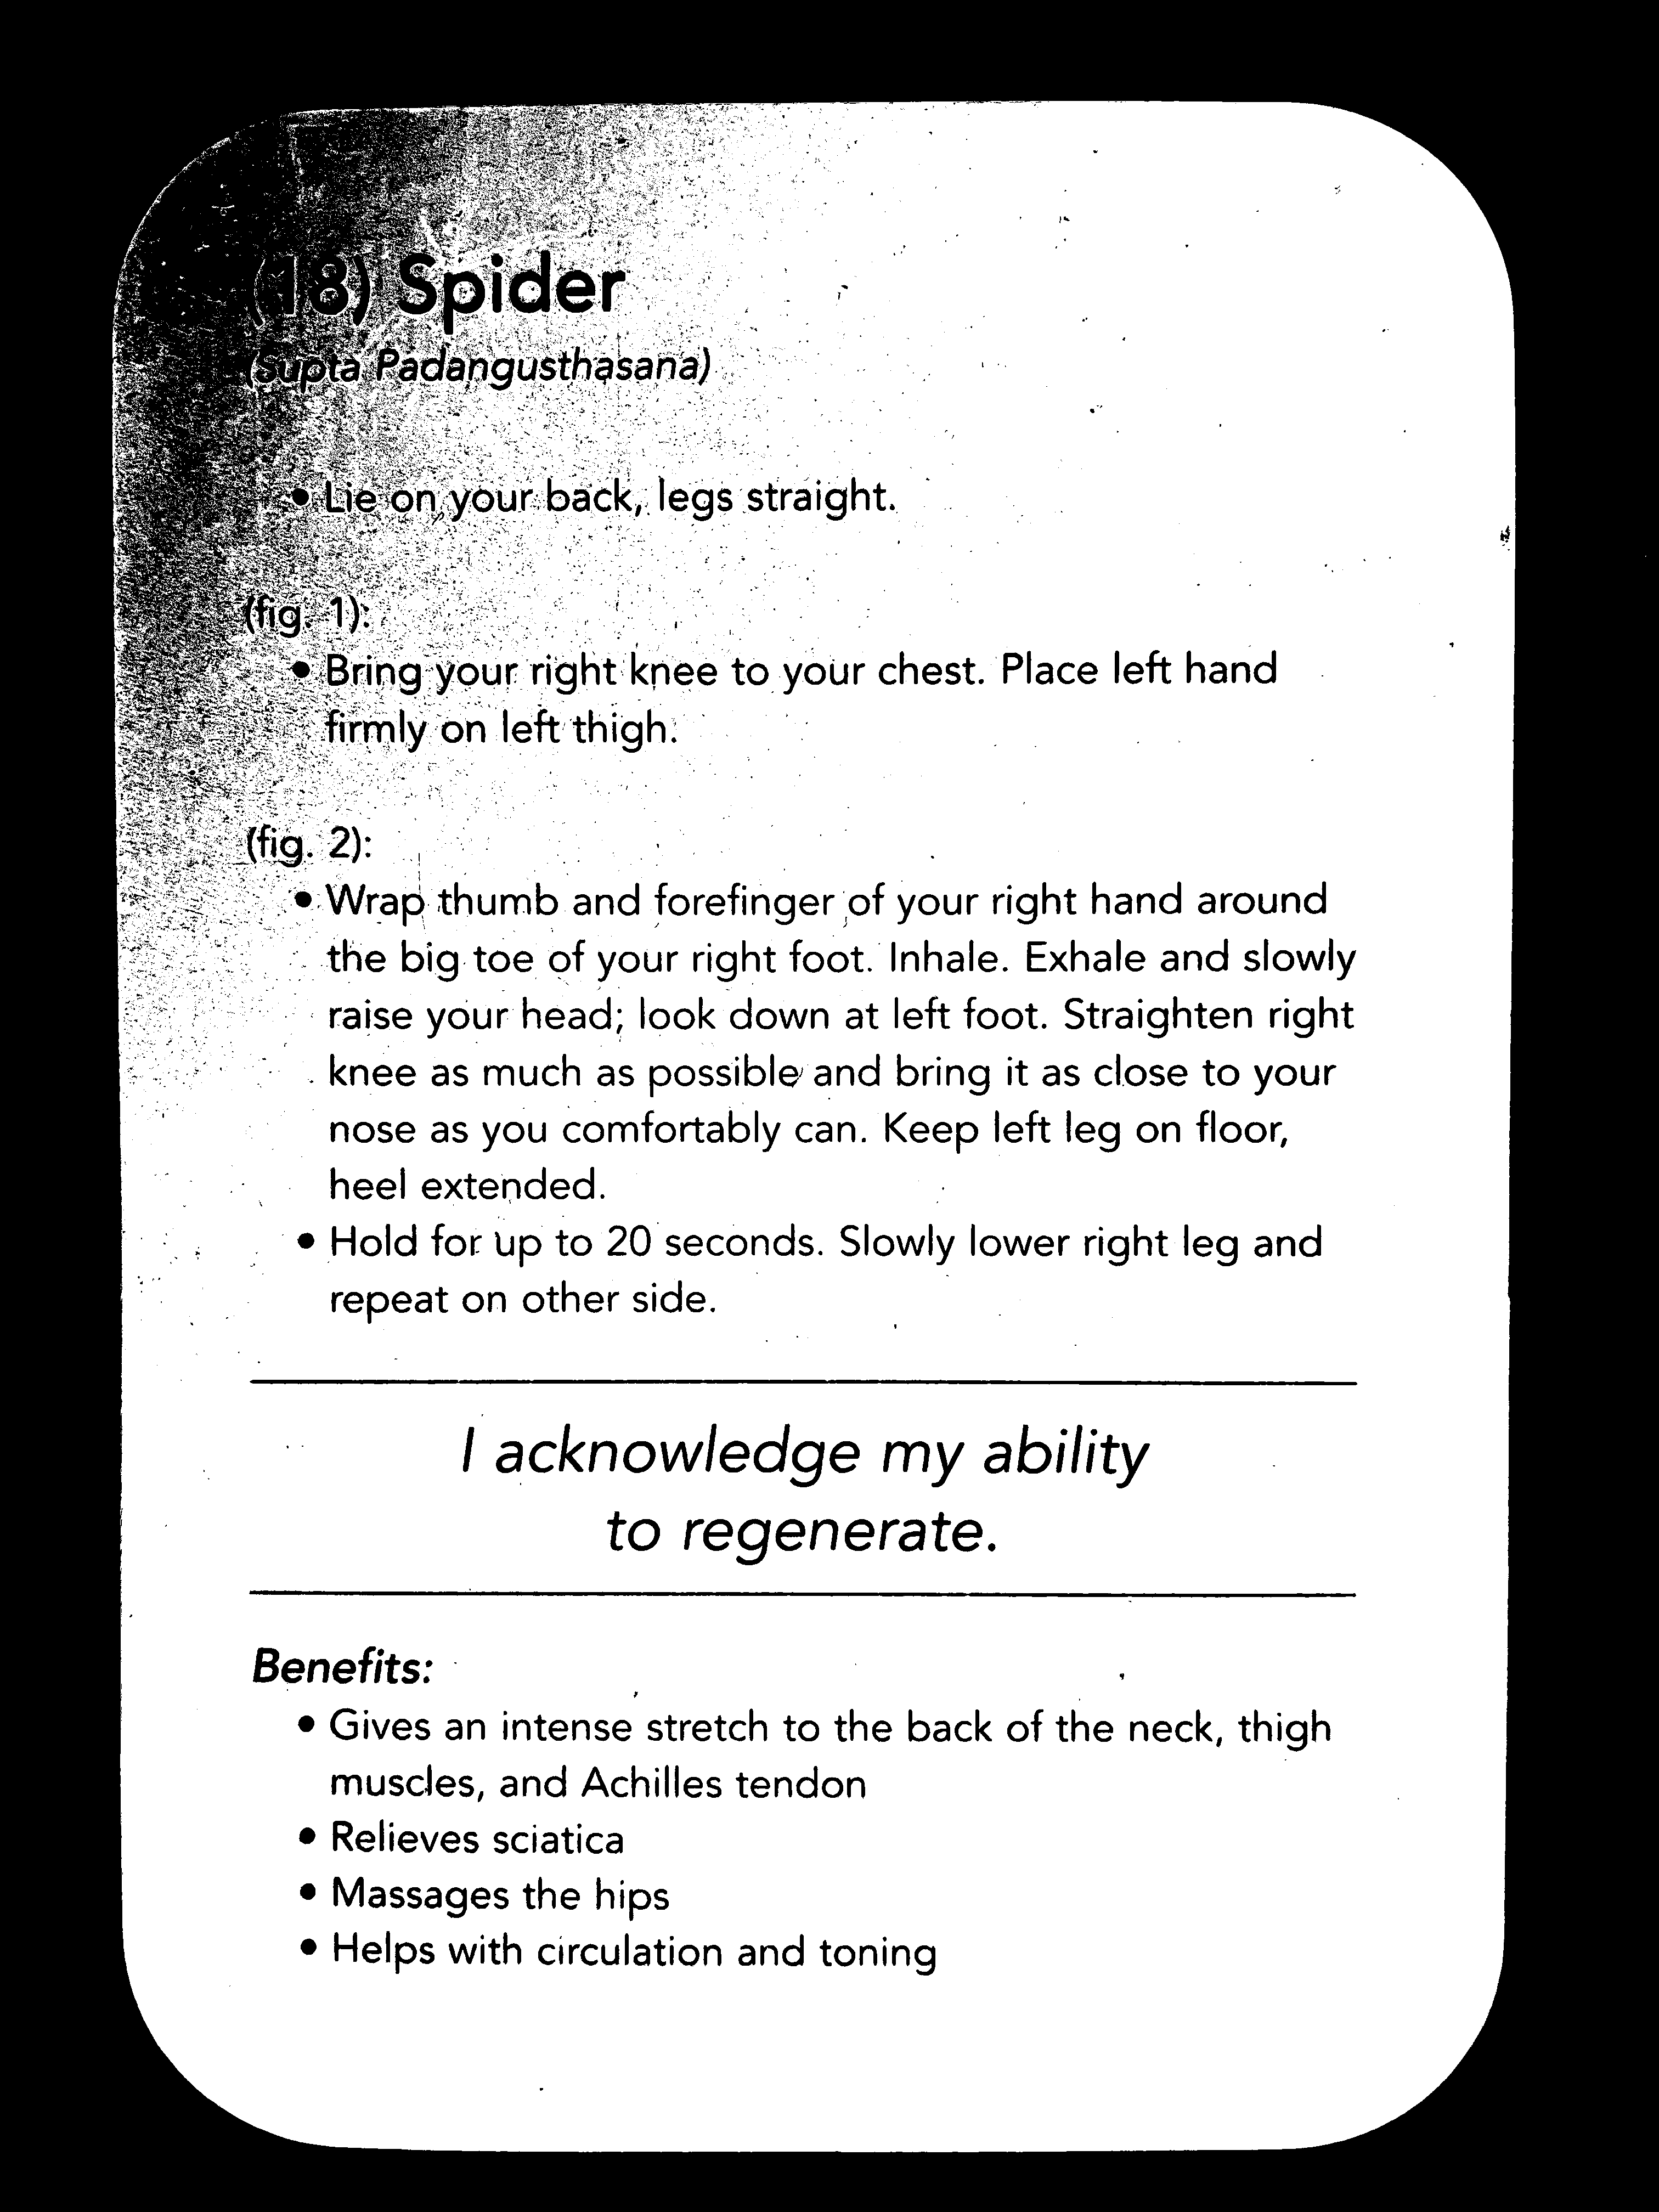 (18) Spider
(Supta Padangusthasana)
• Lie on your back, legs straight.
(fig. 1):
• Bring your right knee to your chest. Place left hand
firmly on left thigh.
(fig. 2):
• Wrap thumb and forefinger of your right hand around
the big toe of your right foot. Inhale. Exhale and slowly
raise your head; look down at left foot. Straighten right
knee as much as possible and bring it as close to your
nose as you comfortably can. Keep left leg on floor,
heel extended.
• Hold for up to 20 seconds. Slowly lower right leg and
repeat on other side.
I acknowledge my ability
to regenerate.
Benefits:
• Gives an intense stretch to the back of the neck, thigh
muscles, and Achilles tendon
• Relieves sciatica
• Massages the hips
• Helps with circulation and toning